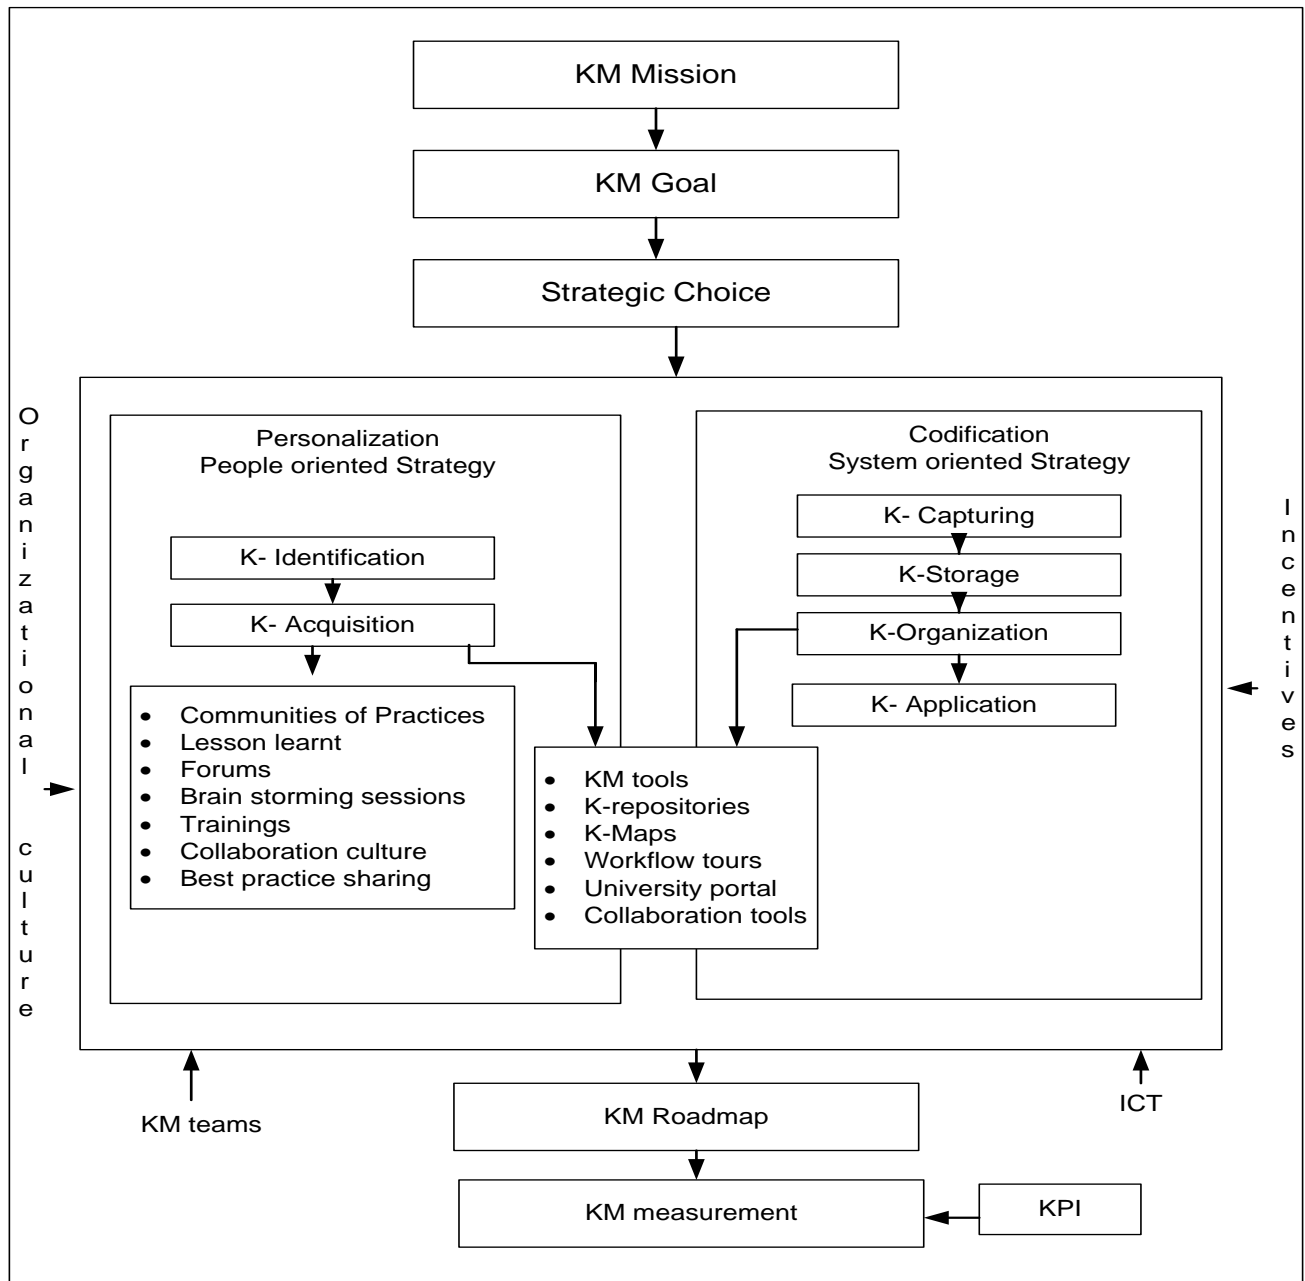 KM Mission
KM Goal
Strategic Choice
Organizational culture
Personalization
People oriented Strategy
K- Identification
K- Acquisition
• Communities of Practices
• Lesson learnt
• Forums
• Brain storming sessions
• Trainings
• Collaboration culture
• Best practice sharing
Codification
System oriented Strategy
K- Capturing
K-Storage
K-Organization
K- Application
• KM tools
• K-repositories
• K-Maps
• Workflow tours
• University portal
• Collaboration tools
Incentives
KM teams
ICT
KM Roadmap
KM measurement
KPI